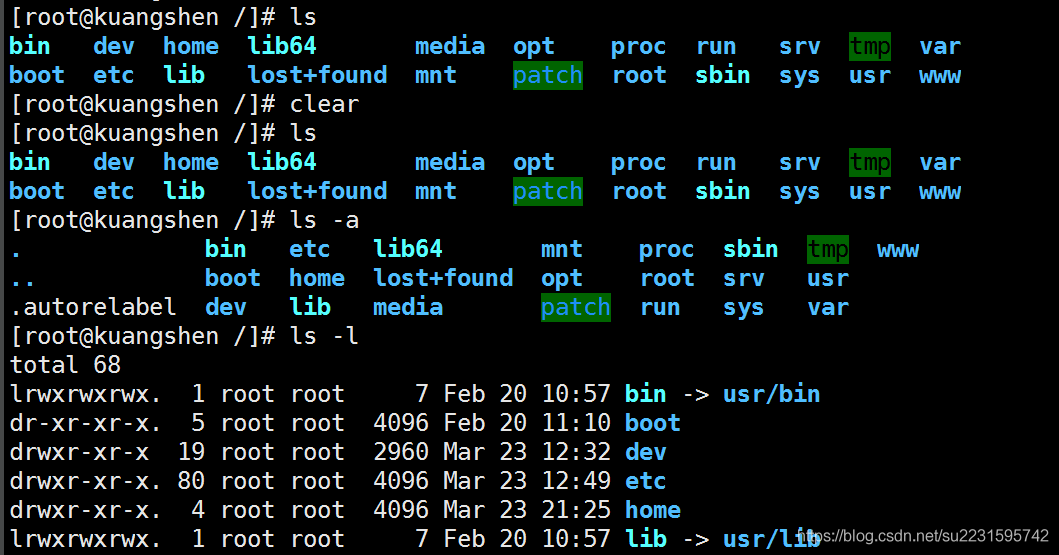 [root@kuangshen /]# ls
bin dev home lib64 media opt proc run srv tmp var
boot etc lib lost+found mnt patch root sbin sys usr www
[root@kuangshen /]# clear
[root@kuangshen /]# ls
bin dev home lib64 media opt proc run srv tmp var
boot etc lib lost+found mnt patch root sbin sys usr www
[root@kuangshen /]# ls -a
. bin etc lib64 mnt proc sbin tmp www
.. boot home lost+found opt root srv usr
.autorelabel dev lib media patch run sys var
[root@kuangshen /]# ls -l
total 68
lrwxrwxrwx. 1 root root 7 Feb 20 10:57 bin -> usr/bin
dr-xr-xr-x. 5 root root 4096 Feb 20 11:10 boot
drwxr-xr-x 19 root root 2960 Mar 23 12:32 dev
drwxr-xr-x. 80 root root 4096 Mar 23 12:49 etc
drwxr-xr-x. 4 root root 4096 Mar 23 21:25 home
lrwxrwxrwx. 1 root root 7 Feb 20 10:57 lib -> usr/lib
https://blog.csdn.net/su2231595742